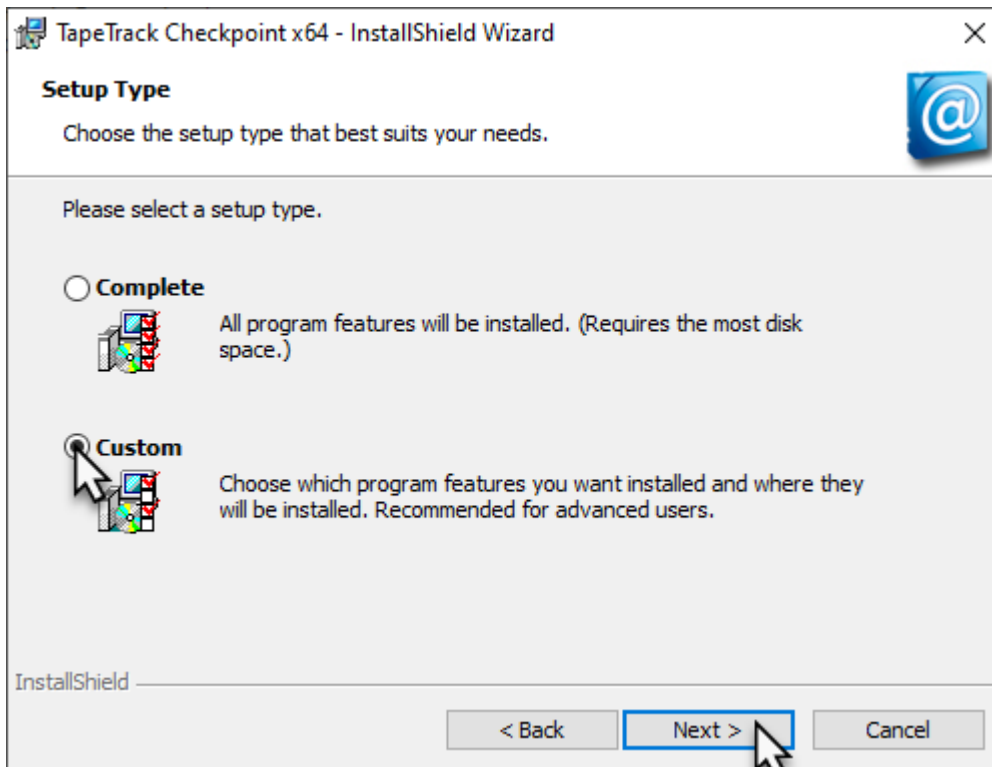 TapeTrack Checkpoint x64 - InstallShield Wizard
Setup Type
Choose the setup type that best suits your needs.
@
Please select a setup type.
Complete
All program features will be installed. (Requires the most disk
space.)
Custom
Choose which program features you want installed and where they
will be installed. Recommended for advanced users.
InstallShield
< Back
Next >
Cancel